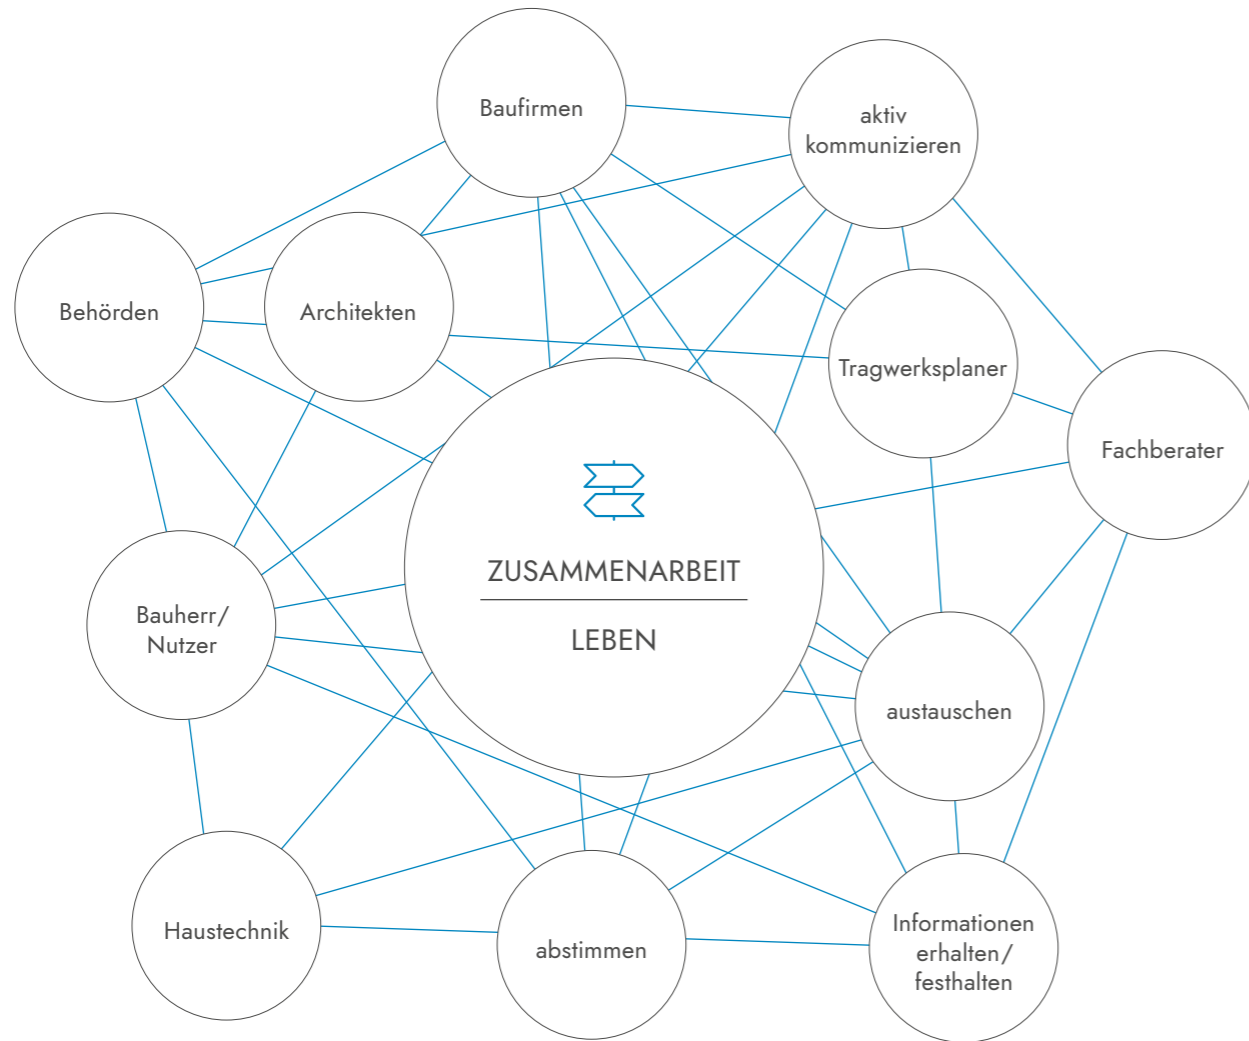 Baufirmen
aktiv
kommunizieren
Behörden
Architekten
Tragwerksplaner
Fachberater
ZUSAMMENARBEIT
LEBEN
Bauherr/
Nutzer
austauschen
Haustechnik
abstimmen
Informationen
erhalten/
festhalten